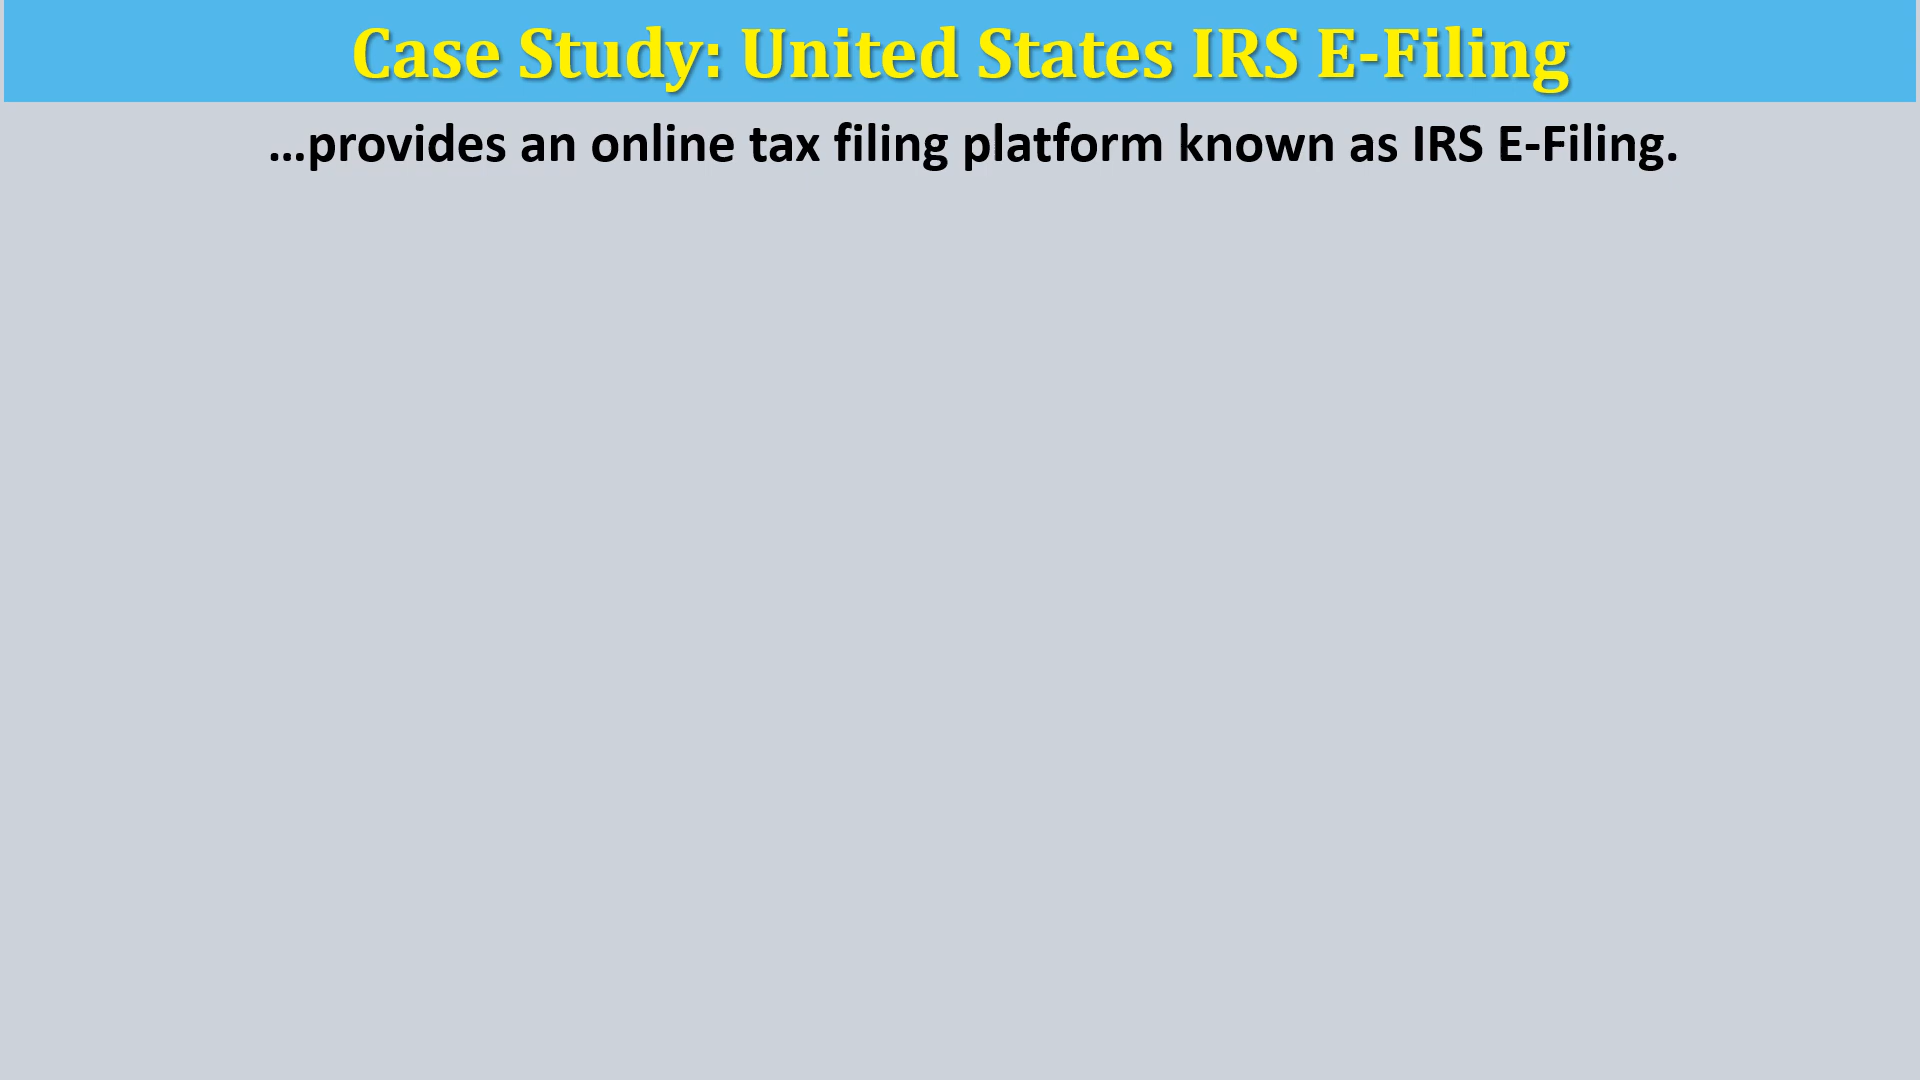 Case Study: United States IRS E-Filing
...provides an online tax filing platform known as IRS E-Filing.